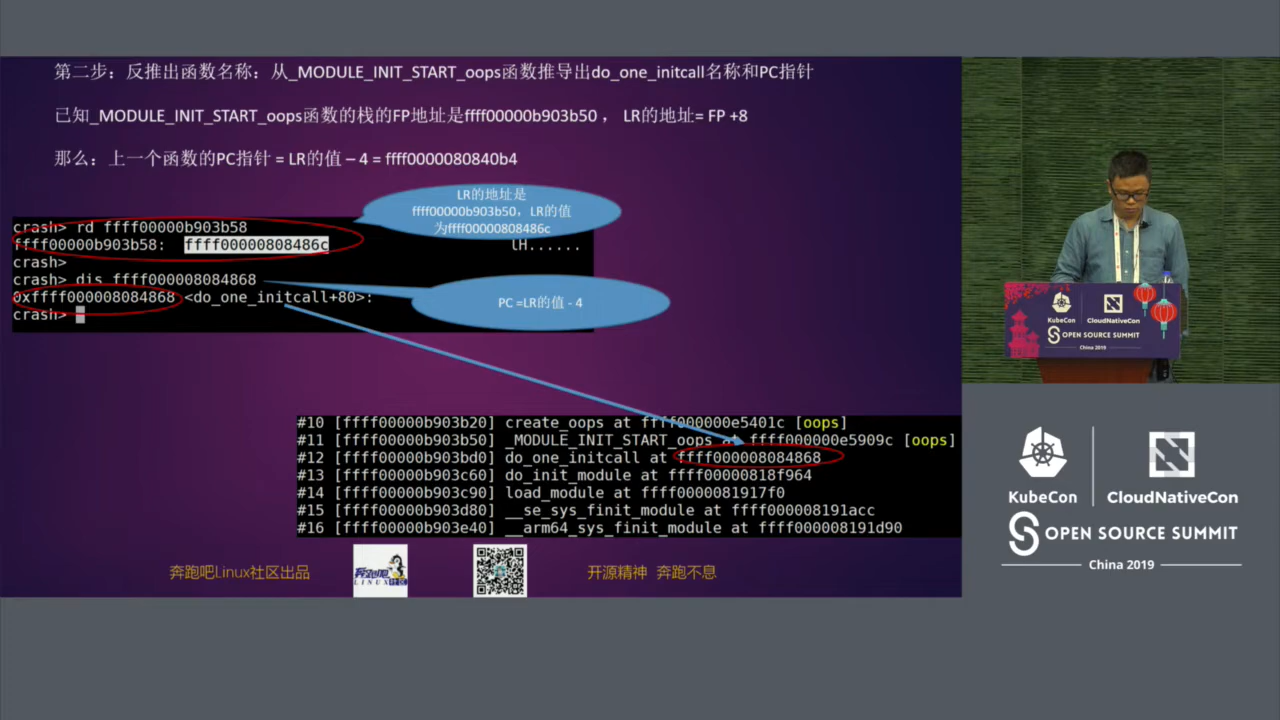 第二步：反推出函数名称：从_MODULE_INIT_START_oops函数推导出do_one_initcall名称和PC指针
已知_MODULE_INIT_START_oops函数的栈的FP地址是ffff00000b903b50 ， LR的地址= FP +8
那么：上一个函数的PC指针 = LR的值 – 4 = ffff0000080840b4
LR的地址是
ffff00000b903b50，LR的值
为ffff00000808486c
crash> rd ffff00000b903b58
ffff00000b903b58:  ffff00000808486c                    lH......
crash>
crash> dis ffff000008084868
0xffff000008084868 <do_one_initcall+80>:
crash>
PC =LR的值 - 4
#10 [ffff00000b903b20] create_oops at ffff000000e5401c [oops]
#11 [ffff00000b903b50] _MODULE_INIT_START_oops at ffff000000e5909c [oops]
#12 [ffff00000b903bd0] do_one_initcall at ffff000008084868
#13 [ffff00000b903c60] do_init_module at ffff00000818f964
#14 [ffff00000b903c90] load_module at ffff0000081917f0
#15 [ffff00000b903d80] __se_sys_finit_module at ffff000008191acc
#16 [ffff00000b903e40] __arm64_sys_finit_module at ffff000008191d90
奔跑吧Linux社区出品
奔跑吧
LINUX社区
开源精神 奔跑不息
KubeCon
CloudNativeCon
OPEN SOURCE SUMMIT
China 2019
KubeCon
CloudNativeCon
OPEN SOURCE SUMMIT
China 2019